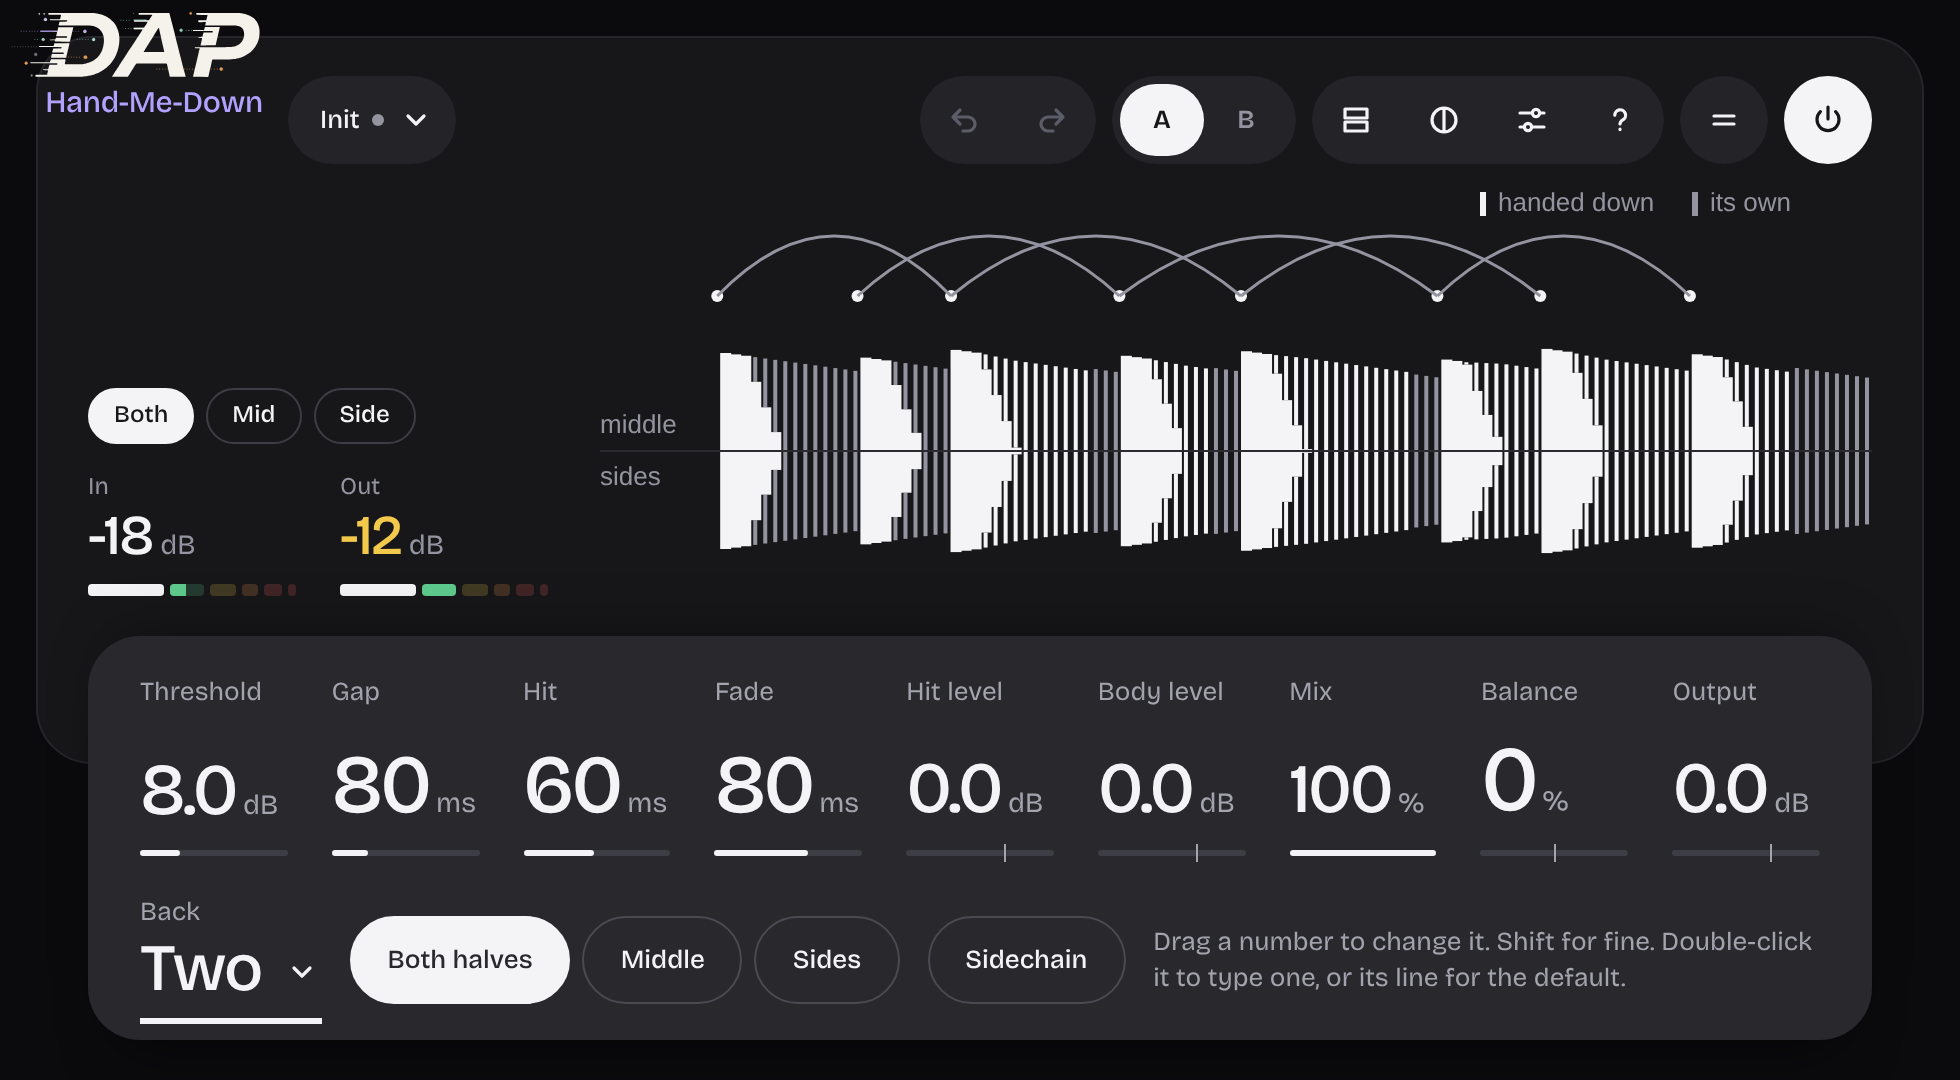 DAP
Hand-Me-Down
Init
A B ?
handed down its own
Both Mid Side
middle
sides
In Out
-18 dB -12 dB
Threshold Gap Hit Fade Hit level Body level Mix Balance Output
8.0 dB 80 ms 60 ms 80 ms 0.0 dB 0.0 dB 100 % 0 % 0.0 dB
Back
Two
Both halves Middle Sides Sidechain
Drag a number to change it. Shift for fine. Double-click
it to type one, or its line for the default.